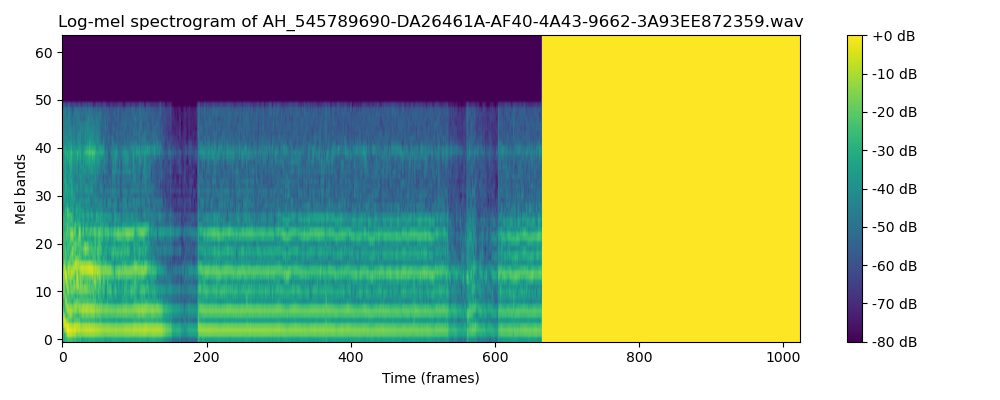 Log-mel spectrogram of AH_545789690-DA26461A-AF40-4A43-9662-3A93EE872359.wav
60
50
40
30
20
10
0
Mel bands
0 200 400 600 800 1000
Time (frames)
+0 dB
-10 dB
-20 dB
-30 dB
-40 dB
-50 dB
-60 dB
-70 dB
-80 dB